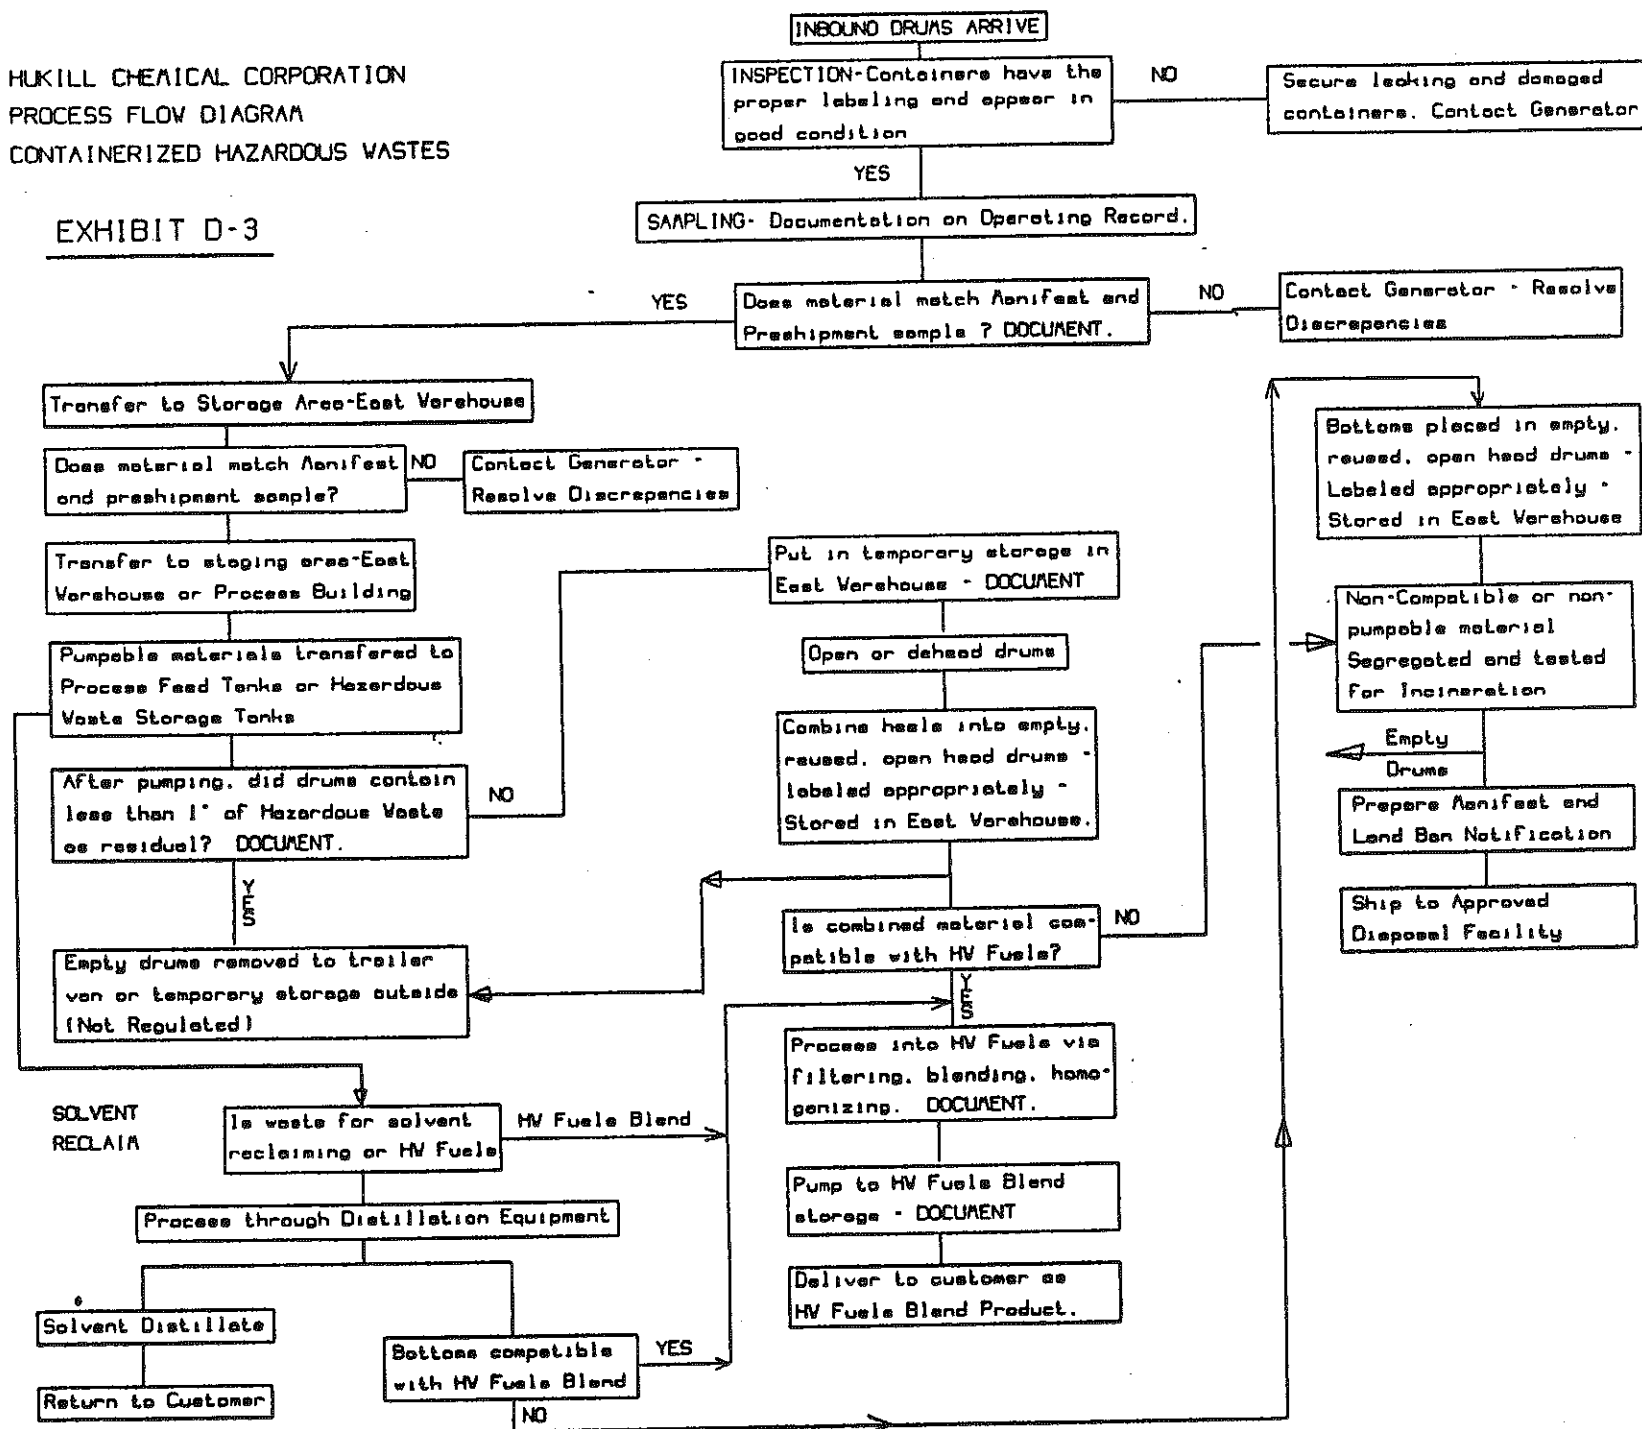 HUKILL CHEMICAL CORPORATION
PROCESS FLOW DIAGRAM
CONTAINERIZED HAZARDOUS WASTES
EXHIBIT D-3
INBOUND DRUMS ARRIVE
INSPECTION-Containers have the
proper labeling and appear in
good condition
NO
Secure leaking and damaged
containers. Contact Generator
YES
SAMPLING- Documentation on Operating Record.
Does material match Manifest and
Preshipment sample ? DOCUMENT.
YES
NO
Contact Generator - Resolve
Discrepencies
Transfer to Storage Area-East Warehouse
Does material match Manifest
and preshipment sample?
NO
Contact Generator -
Resolve Discrepencies
Transfer to staging area-East
Warehouse or Process Building
Pumpable materials transfered to
Process Feed Tanks or Hazardous
Waste Storage Tanks
After pumping, did drums contain
less than 1" of Hazardous Waste
as residual? DOCUMENT.
NO
YES
Empty drums removed to trailer
van or temporary storage outside
(Not Regulated)
Put in temporary storage in
East Warehouse - DOCUMENT
Open or dehead drums
Combine heels into empty,
reused, open head drums -
labeled appropriately -
Stored in East Warehouse.
Is combined material com-
patible with HW Fuels?
NO
YES
Process into HW Fuels via
filtering, blending, homo-
genizing. DOCUMENT.
Pump to HW Fuels Blend
storage - DOCUMENT
Deliver to customer as
HW Fuels Blend Product.
Bottoms placed in empty,
reused, open head drums -
Labeled appropriately -
Stored in East Warehouse
Non-Compatible or non-
pumpable material
Segregated and tested
for Incineration
Empty
Drums
Prepare Manifest and
Land Ban Notification
Ship to Approved
Disposal Facility
SOLVENT
RECLAIM
Is waste for solvent
reclaiming or HW Fuels
HW Fuels Blend
Process through Distillation Equipment
Solvent Distillate
Return to Customer
Bottoms compatible
with HW Fuels Blend
YES
NO